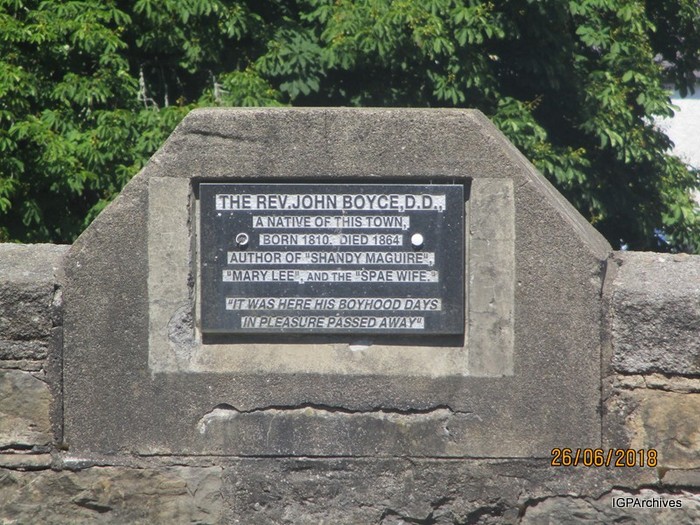 THE REV. JOHN BOYCE, D.D.,
A NATIVE OF THIS TOWN,
BORN 1810. DIED 1864
AUTHOR OF "SHANDY MAGUIRE",
"MARY LEE", AND THE "SPAE WIFE."
"IT WAS HERE HIS BOYHOOD DAYS
IN PLEASURE PASSED AWAY"
26/06/2018
IGPArchives